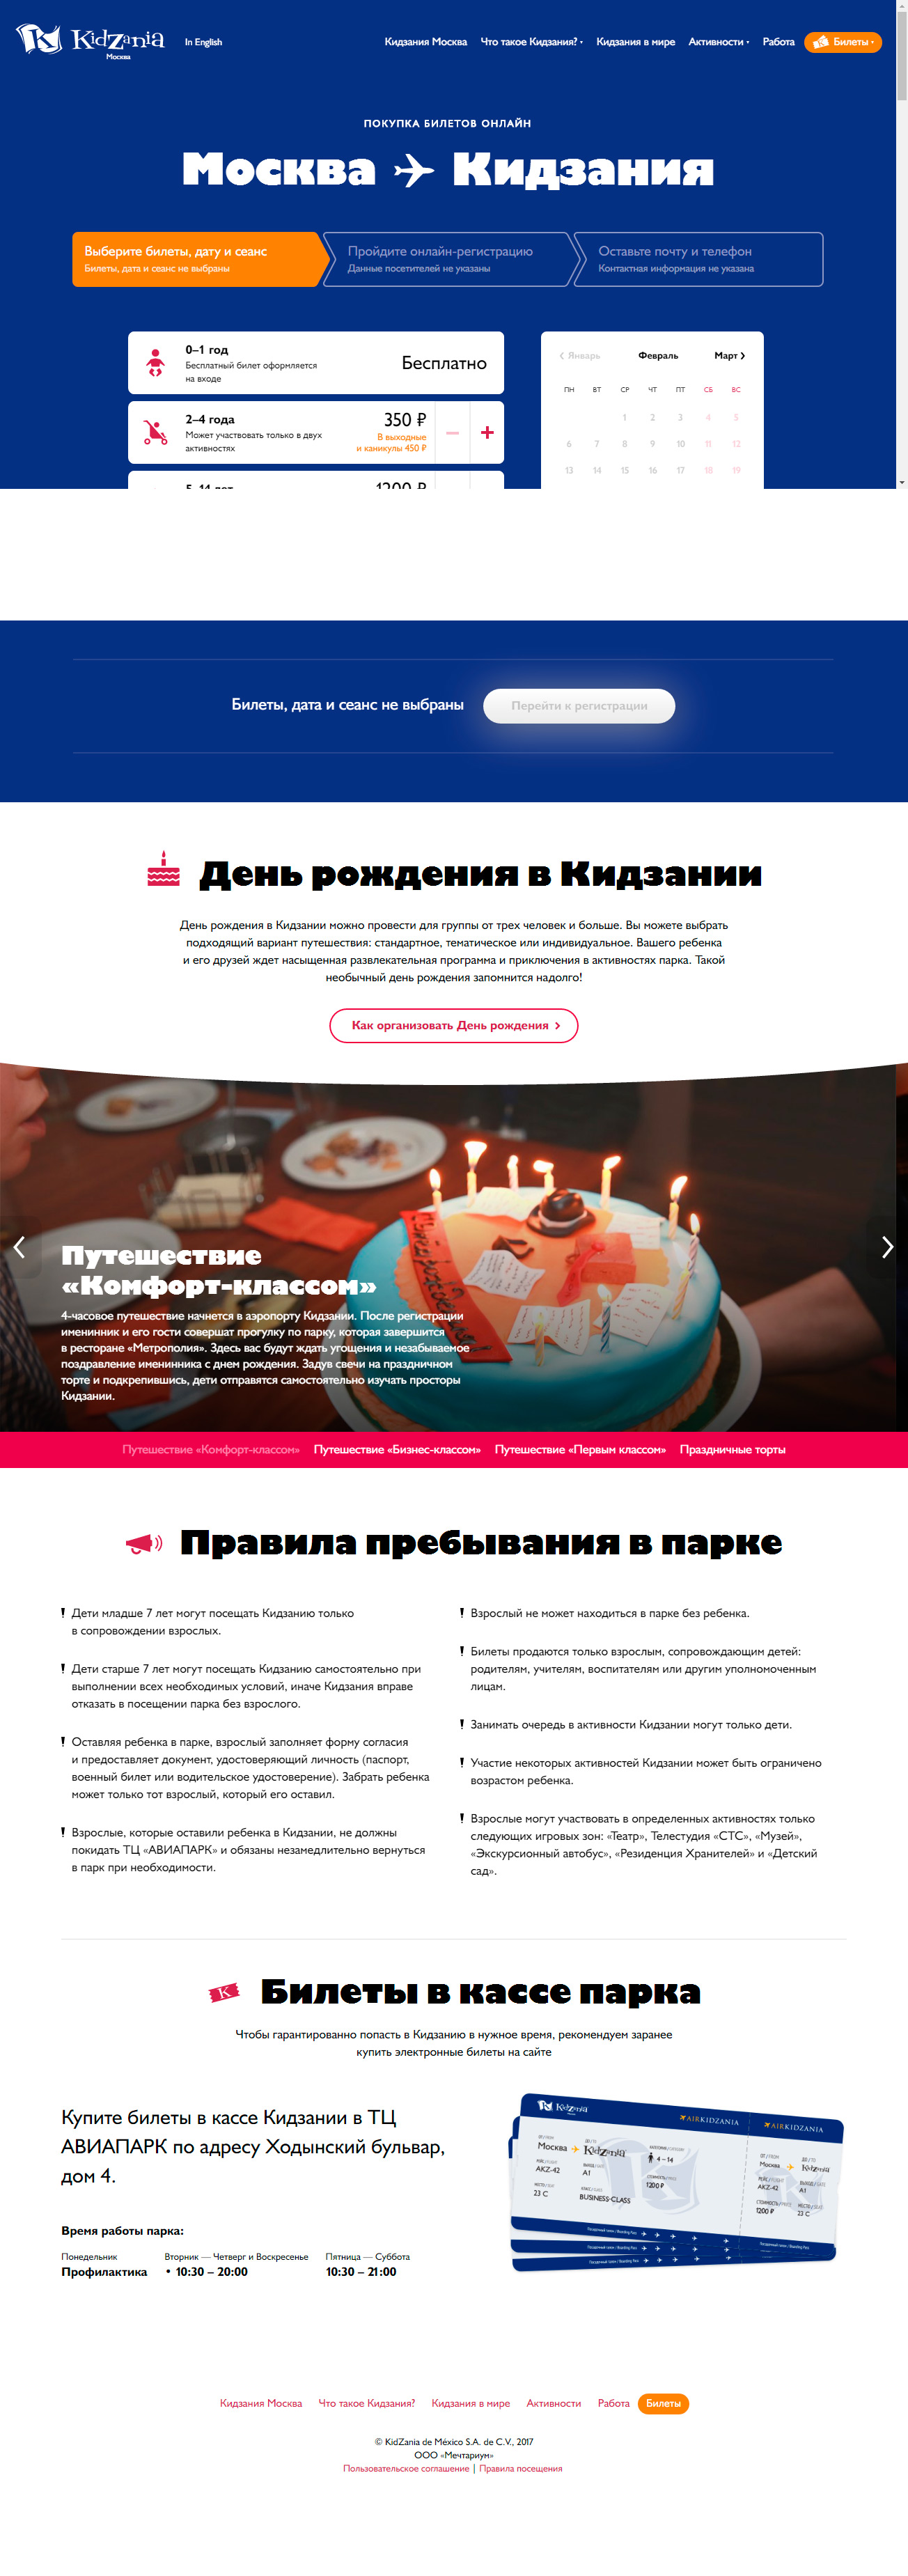 KidZania
Москва
In English
Кидзания Москва Что такое Кидзания? Кидзания в мире Активности Работа Билеты
ПОКУПКА БИЛЕТОВ ОНЛАЙН
Москва Кидзания
Выберите билеты, дату и сеанс
Билеты, дата и сеанс не выбраны
Пройдите онлайн-регистрацию
Данные посетителей не указаны
Оставьте почту и телефон
Контактная информация не указана
0–1 год
Бесплатный билет оформляется
на входе
Бесплатно
2–4 года
Может участвовать только в двух
активностях
350 ₽
В выходные
и каникулы 450 ₽
− +
5–14 лет
1200 ₽
Январь Февраль Март
ПН ВТ СР ЧТ ПТ СБ ВС
1 2 3 4 5
6 7 8 9 10 11 12
13 14 15 16 17 18 19
Билеты, дата и сеанс не выбраны
Перейти к регистрации
День рождения в Кидзании
День рождения в Кидзании можно провести для группы от трех человек и больше. Вы можете выбрать
подходящий вариант путешествия: стандартное, тематическое или индивидуальное. Вашего ребенка
и его друзей ждет насыщенная развлекательная программа и приключения в активностях парка. Такой
необычный день рождения запомнится надолго!
Как организовать День рождения
Путешествие
«Комфорт-классом»
4-часовое путешествие начнется в аэропорту Кидзании. После регистрации
именинник и его гости совершат прогулку по парку, которая завершится
в ресторане «Метрополия». Здесь вас будут ждать угощения и незабываемое
поздравление именинника с днем рождения. Задув свечи на праздничном
торте и подкрепившись, дети отправятся самостоятельно изучать просторы
Кидзании.
Путешествие «Комфорт-классом» Путешествие «Бизнес-классом» Путешествие «Первым классом» Праздничные торты
Правила пребывания в парке
Дети младше 7 лет могут посещать Кидзанию только
в сопровождении взрослых.
Дети старше 7 лет могут посещать Кидзанию самостоятельно при
выполнении всех необходимых условий, иначе Кидзания вправе
отказать в посещении парка без взрослого.
Оставляя ребенка в парке, взрослый заполняет форму согласия
и предоставляет документ, удостоверяющий личность (паспорт,
военный билет или водительское удостоверение). Забрать ребенка
может только тот взрослый, который его оставил.
Взрослые, которые оставили ребенка в Кидзании, не должны
покидать ТЦ «АВИАПАРК» и обязаны незамедлительно вернуться
в парк при необходимости.
Взрослый не может находиться в парке без ребенка.
Билеты продаются только взрослым, сопровождающим детей:
родителям, учителям, воспитателям или другим уполномоченным
лицам.
Занимать очередь в активности Кидзании могут только дети.
Участие некоторых активностей Кидзании может быть ограничено
возрастом ребенка.
Взрослые могут участвовать в определенных активностях только
следующих игровых зон: «Театр», Телестудия «СТС», «Музей»,
«Экскурсионный автобус», «Резиденция Хранителей» и «Детский
сад».
Билеты в кассе парка
Чтобы гарантированно попасть в Кидзанию в нужное время, рекомендуем заранее
купить электронные билеты на сайте
Купите билеты в кассе Кидзании в ТЦ
АВИАПАРК по адресу Ходынский бульвар,
дом 4.
Время работы парка:
Понедельник
Профилактика
Вторник — Четверг и Воскресенье
• 10:30 – 20:00
Пятница — Суббота
10:30 – 21:00
KidZania
AIRKIDZANIA AIRKIDZANIA
Москва KidZania
4 – 14
AKZ-42 A1 1200 ₽
23 C BUSINESS-CLASS
Москва KidZania
AKZ-42 A1
1200 ₽ 23 C
Кидзания Москва Что такое Кидзания? Кидзания в мире Активности Работа Билеты
© KidZania de México S.A. de C.V., 2017
ООО «Мечтариум»
Пользовательское соглашение | Правила посещения